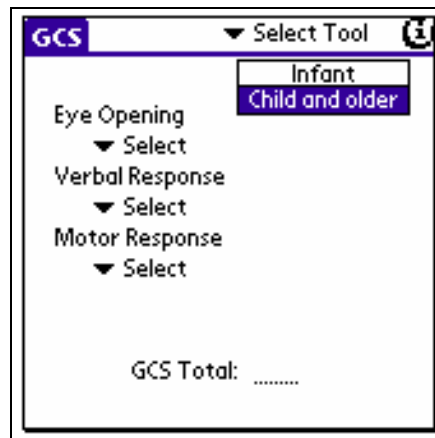 GCS ▼ Select Tool i
Infant
Child and older
Eye Opening
▼ Select
Verbal Response
▼ Select
Motor Response
▼ Select
GCS Total: .........